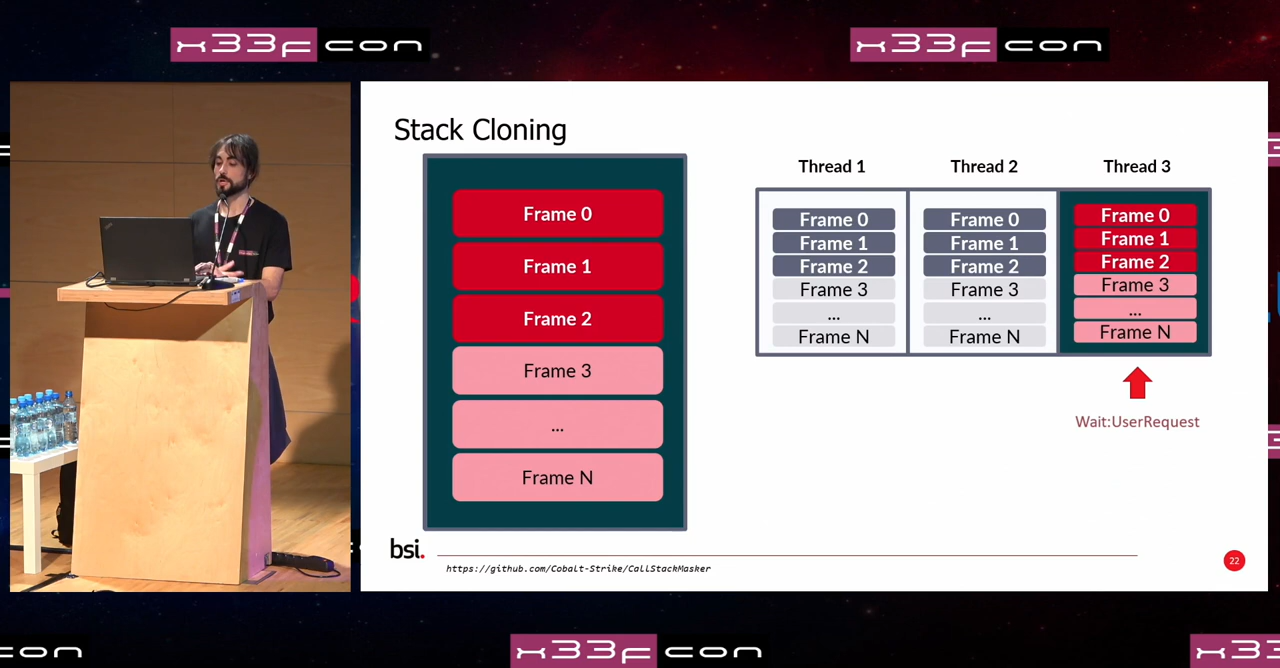 x33fcon
x33fcon
Stack Cloning
Frame 0
Frame 1
Frame 2
Frame 3
...
Frame N
Thread 1
Thread 2
Thread 3
Frame 0
Frame 1
Frame 2
Frame 3
...
Frame N
Frame 0
Frame 1
Frame 2
Frame 3
...
Frame N
Frame 0
Frame 1
Frame 2
Frame 3
...
Frame N
Wait:UserRequest
bsi.
https://github.com/Cobalt-Strike/CallStackMasker
22
con
x33fcon
x33